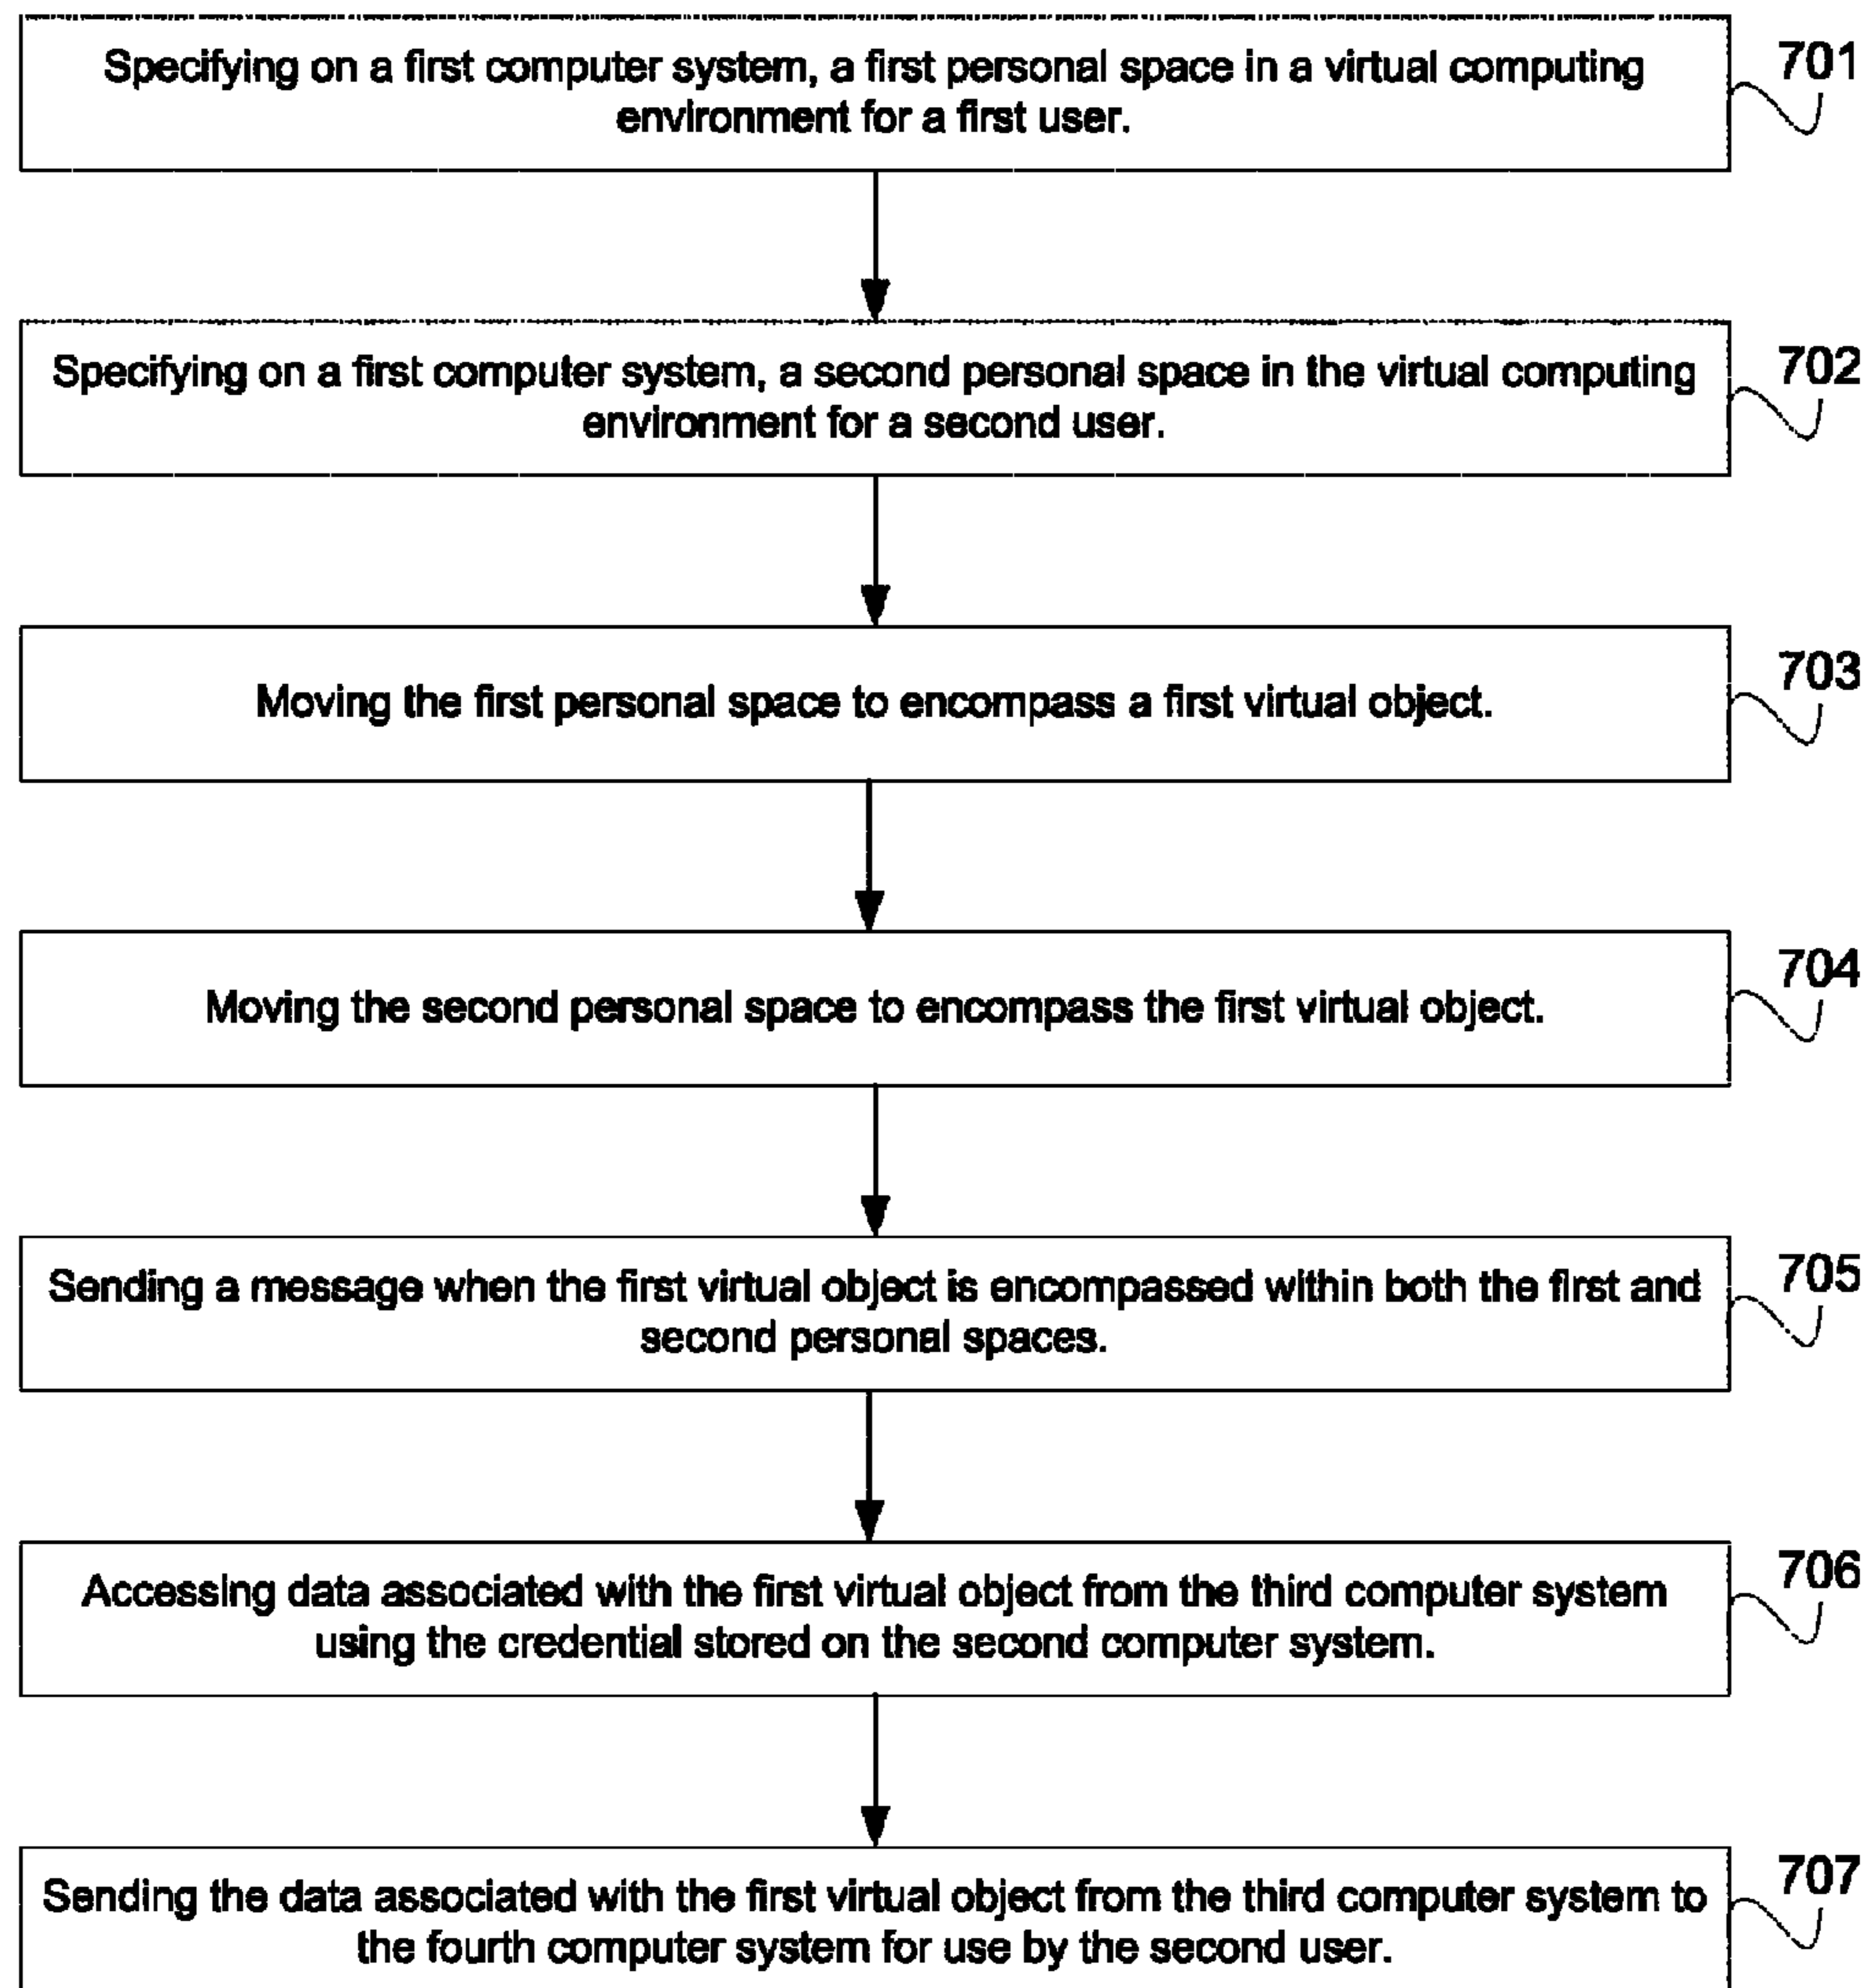 Specifying on a first computer system, a first personal space in a virtual computing
environment for a first user.
701
Specifying on a first computer system, a second personal space in the virtual computing
environment for a second user.
702
Moving the first personal space to encompass a first virtual object.
703
Moving the second personal space to encompass the first virtual object.
704
Sending a message when the first virtual object is encompassed within both the first and
second personal spaces.
705
Accessing data associated with the first virtual object from the third computer system
using the credential stored on the second computer system.
706
Sending the data associated with the first virtual object from the third computer system to
the fourth computer system for use by the second user.
707